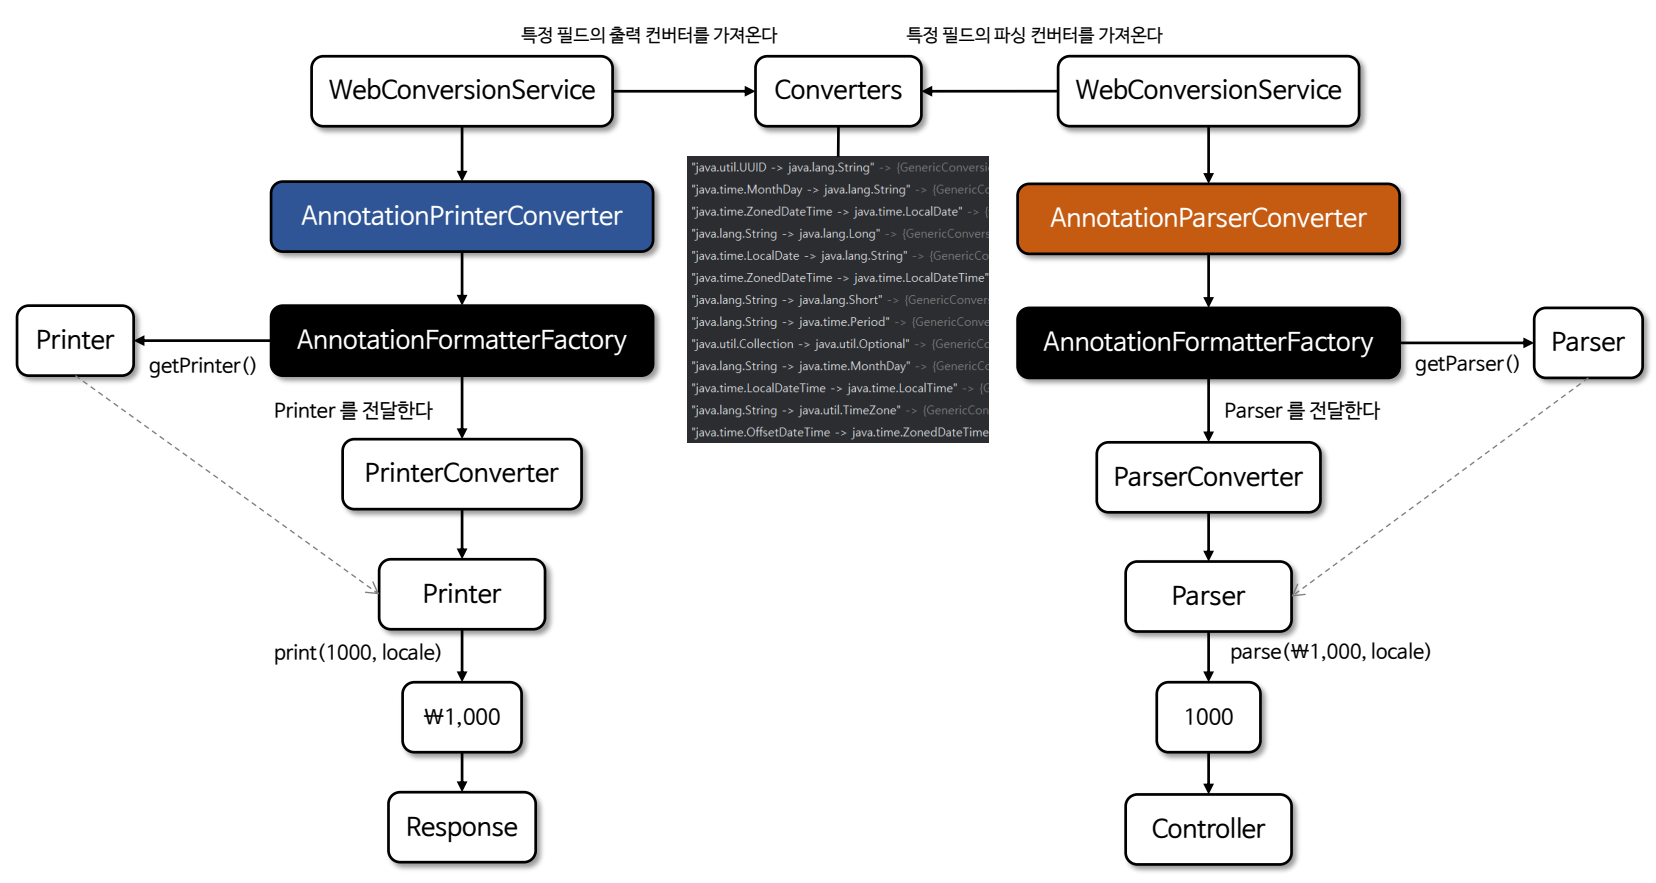 특정 필드의 출력 컨버터를 가져온다
특정 필드의 파싱 컨버터를 가져온다
WebConversionService
Converters
WebConversionService
"java.util.UUID -> java.lang.String" -> {GenericConversi
"java.time.MonthDay -> java.lang.String" -> {GenericCo
"java.time.ZonedDateTime -> java.time.LocalDate" -> {
"java.lang.String -> java.lang.Long" -> {GenericConvers
"java.time.LocalDate -> java.lang.String" -> {GenericCo
"java.time.ZonedDateTime -> java.time.LocalDateTime"
"java.lang.String -> java.lang.Short" -> {GenericConver
"java.lang.String -> java.time.Period" -> {GenericConve
"java.util.Collection -> java.util.Optional" -> {GenericCo
"java.lang.String -> java.time.MonthDay" -> {GenericCo
"java.time.LocalDateTime -> java.time.LocalTime" -> {G
"java.lang.String -> java.util.TimeZone" -> {GenericCon
"java.time.OffsetDateTime -> java.time.ZonedDateTime
AnnotationPrinterConverter
AnnotationParserConverter
Printer
AnnotationFormatterFactory
getPrinter()
AnnotationFormatterFactory
Parser
getParser()
Printer 를 전달한다
Parser 를 전달한다
PrinterConverter
ParserConverter
Printer
Parser
print(1000, locale)
parse(₩1,000, locale)
₩1,000
1000
Response
Controller